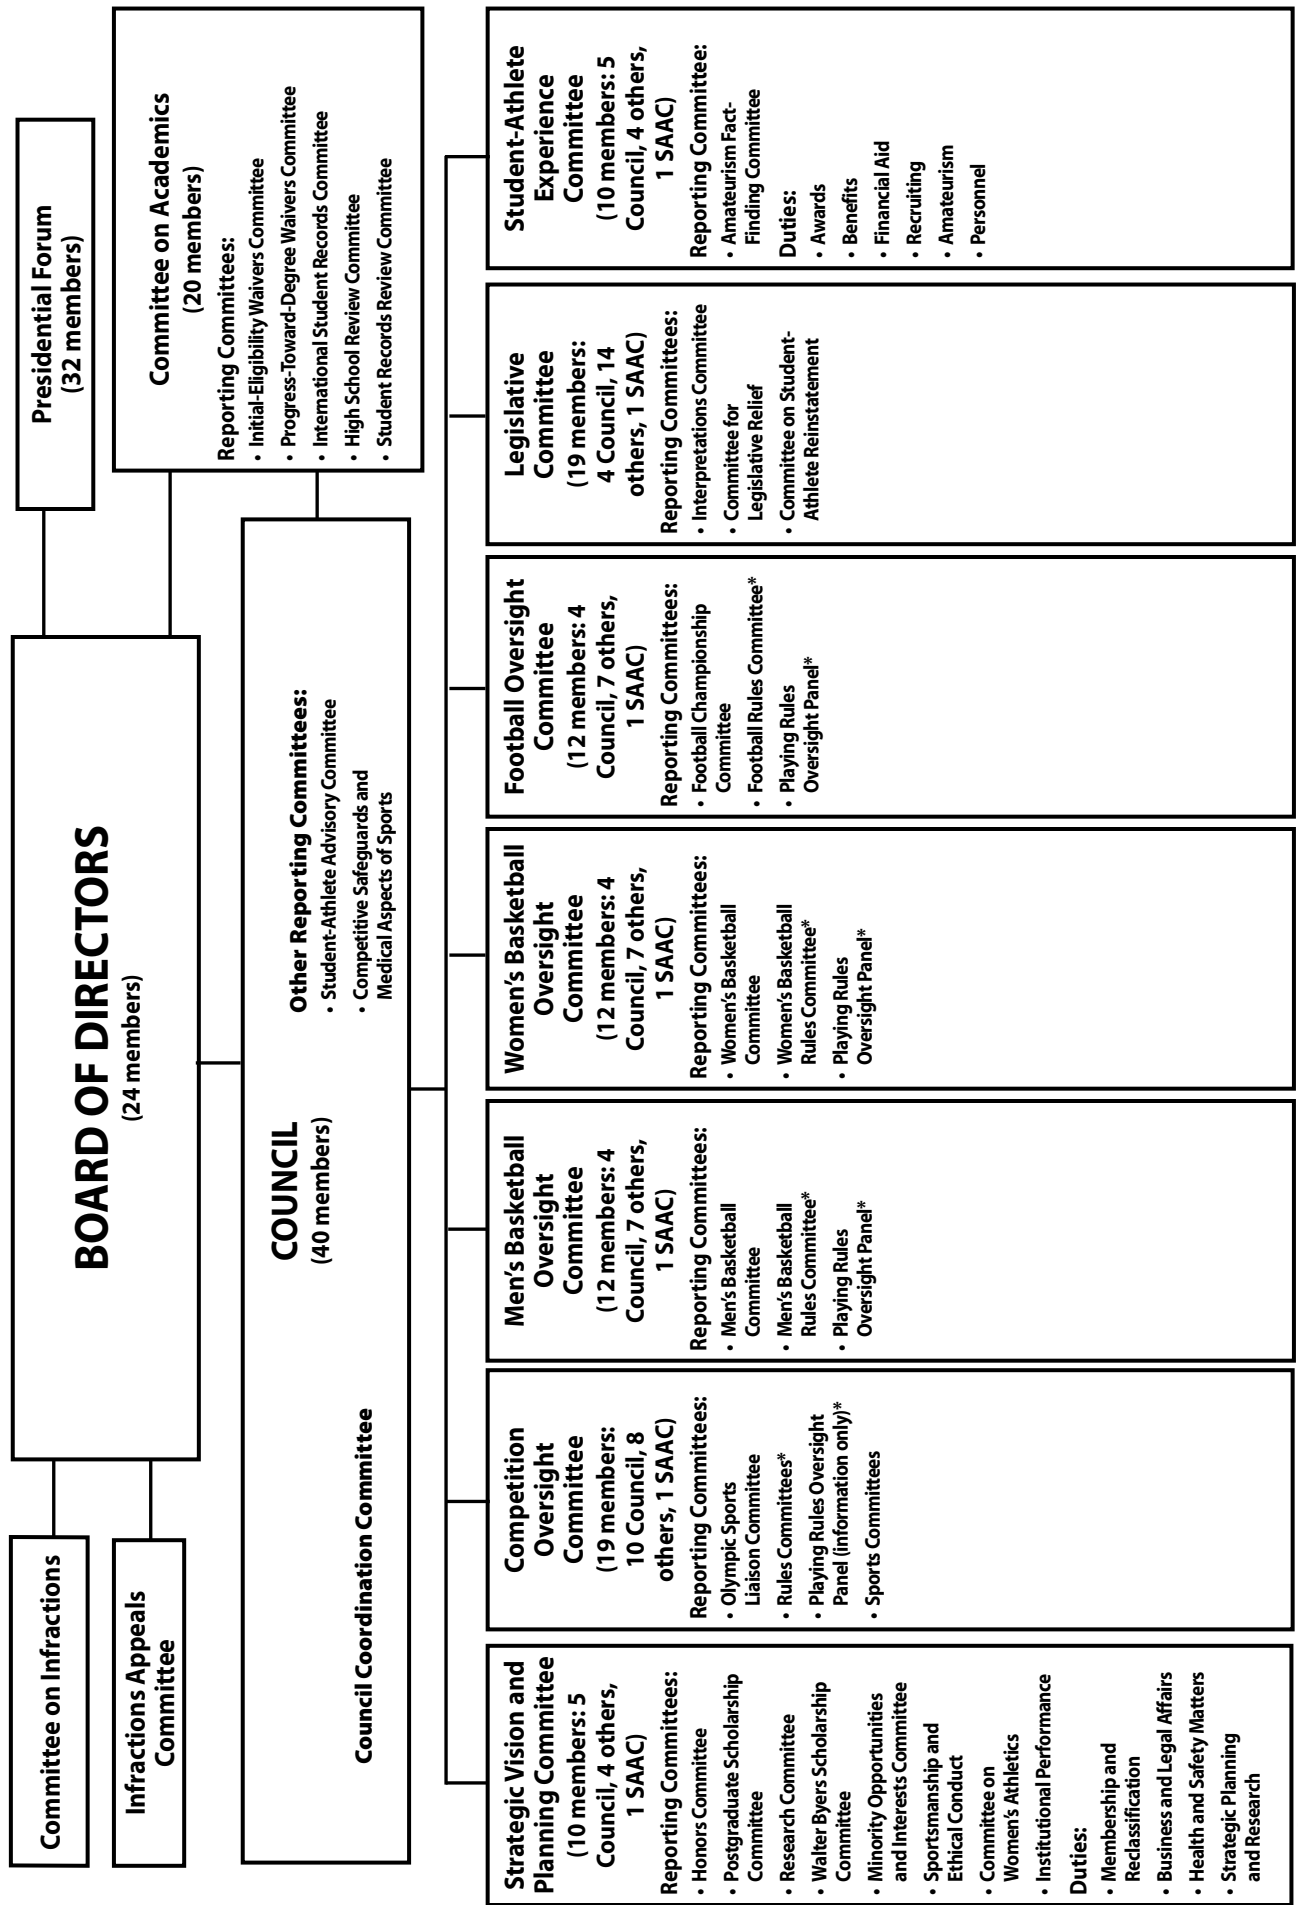 Committee on Infractions
Infractions Appeals
Committee
BOARD OF DIRECTORS
(24 members)
Presidential Forum
(32 members)
Committee on Academics
(20 members)
Reporting Committees:
• Initial-Eligibility Waivers Committee
• Progress-Toward-Degree Waivers Committee
• International Student Records Committee
• High School Review Committee
• Student Records Review Committee
COUNCIL
(40 members)
Council Coordination Committee
Other Reporting Committees:
• Student-Athlete Advisory Committee
• Competitive Safeguards and
Medical Aspects of Sports
Strategic Vision and
Planning Committee
(10 members: 5
Council, 4 others,
1 SAAC)
Reporting Committees:
• Honors Committee
• Postgraduate Scholarship
Committee
• Research Committee
• Walter Byers Scholarship
Committee
• Minority Opportunities
and Interests Committee
• Sportsmanship and
Ethical Conduct
• Committee on
Women's Athletics
• Institutional Performance
Duties:
• Membership and
Reclassification
• Business and Legal Affairs
• Health and Safety Matters
• Strategic Planning
and Research
Competition
Oversight
Committee
(19 members:
10 Council, 8
others, 1 SAAC)
Reporting Committees:
• Olympic Sports
Liaison Committee
• Rules Committees*
• Playing Rules Oversight
Panel (information only)*
• Sports Committees
Men's Basketball
Oversight
Committee
(12 members: 4
Council, 7 others,
1 SAAC)
Reporting Committees:
• Men's Basketball
Committee
• Men's Basketball
Rules Committee*
• Playing Rules
Oversight Panel*
Women's Basketball
Oversight
Committee
(12 members: 4
Council, 7 others,
1 SAAC)
Reporting Committees:
• Women's Basketball
Committee
• Women's Basketball
Rules Committee*
• Playing Rules
Oversight Panel*
Football Oversight
Committee
(12 members: 4
Council, 7 others,
1 SAAC)
Reporting Committees:
• Football Championship
Committee
• Football Rules Committee*
• Playing Rules
Oversight Panel*
Legislative
Committee
(19 members:
4 Council, 14
others, 1 SAAC)
Reporting Committees:
• Interpretations Committee
• Committee for
Legislative Relief
• Committee on Student-
Athlete Reinstatement
Student-Athlete
Experience
Committee
(10 members: 5
Council, 4 others,
1 SAAC)
Reporting Committee:
• Amateurism Fact-
Finding Committee
Duties:
• Awards
• Benefits
• Financial Aid
• Recruiting
• Amateurism
• Personnel